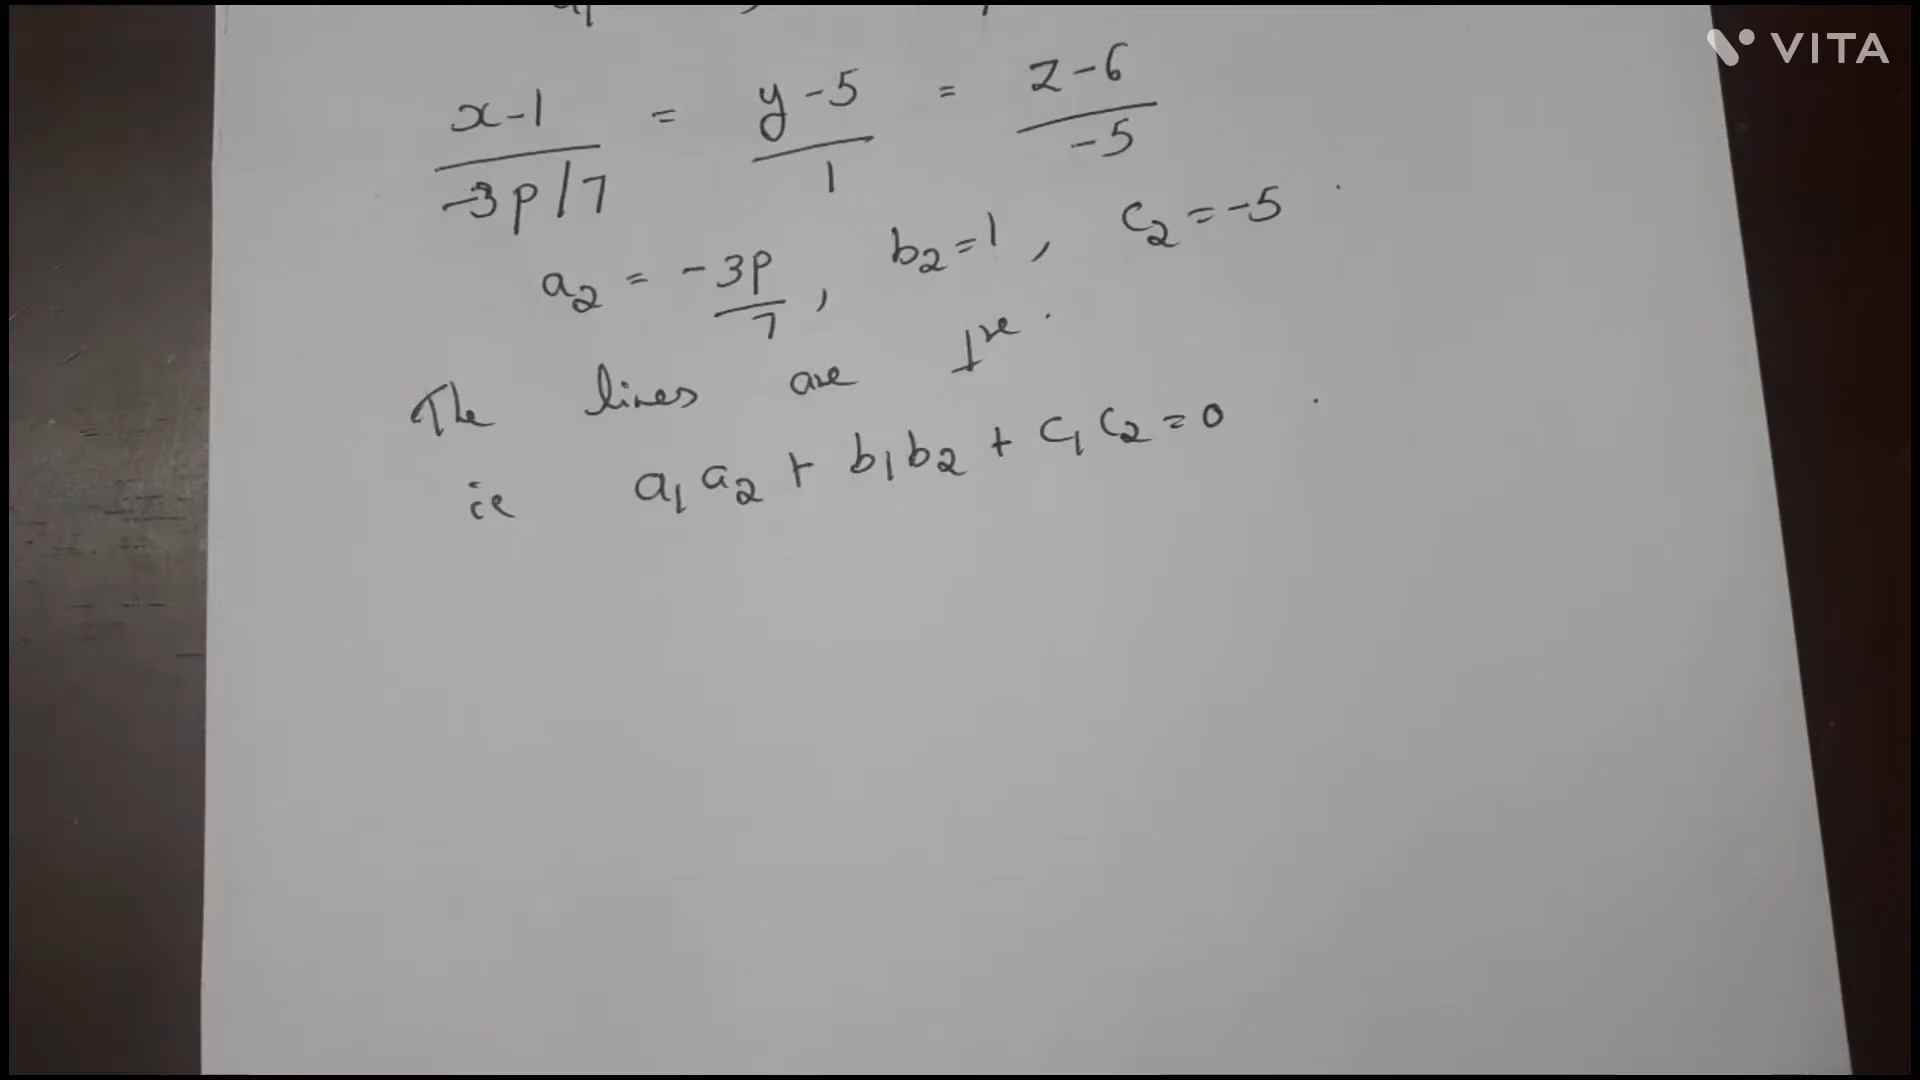 VITA
x-1/-3p/7 = y-5/1 = z-6/-5
a₂ = -3p/7, b₂=1, c₂=-5
The lines are ⊥re.
ie a₁a₂ + b₁b₂ + c₁c₂=0